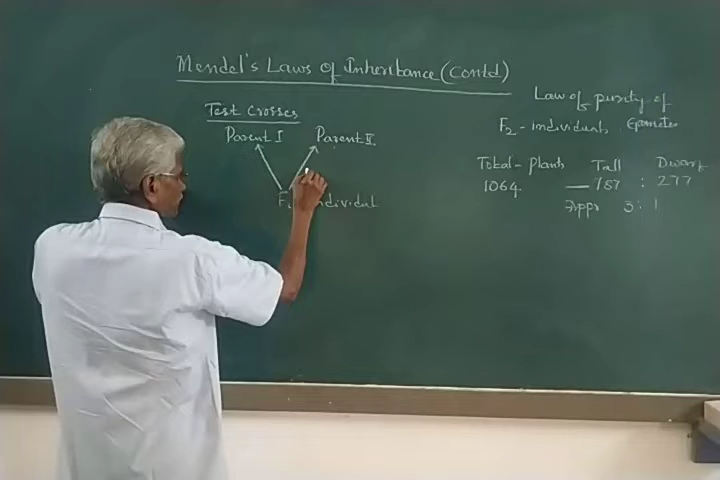 Mendel's Laws of Inheritance (Contd)
Test Crosses
Parent I Parent II
individul
Law of purity of
F2 - individuals Gametes
Total - plants Tall Dwarf
1064 — 787 : 277
3 : 1